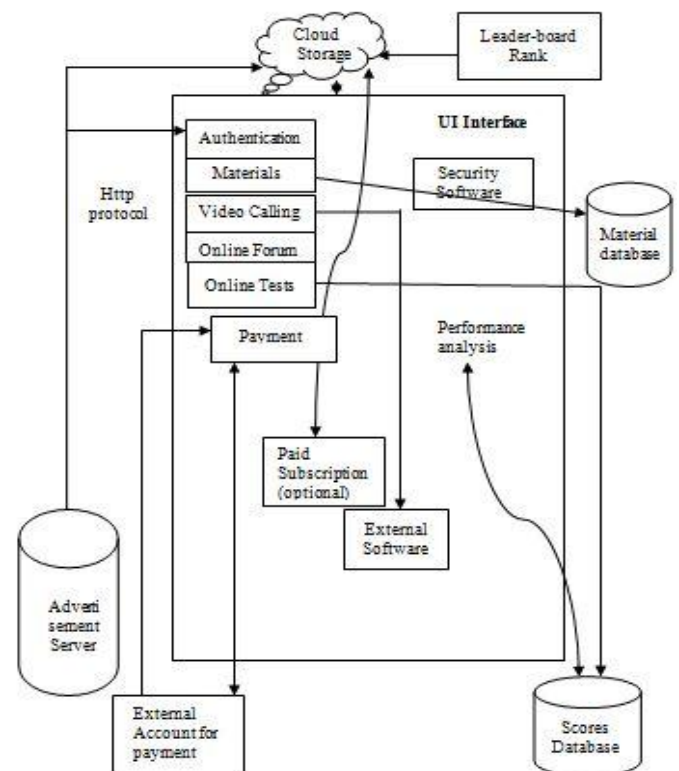 Cloud
Storage
Leader-board
Rank
UI Interface
Authentication
Materials
Security
Software
Http
protocol
Video Calling
Material
database
Online Forum
Online Tests
Payment
Performance
analysis
Paid
Subscription
(optional)
External
Software
Adverti
sement
Server
External
Account for
payment
Scores
Database